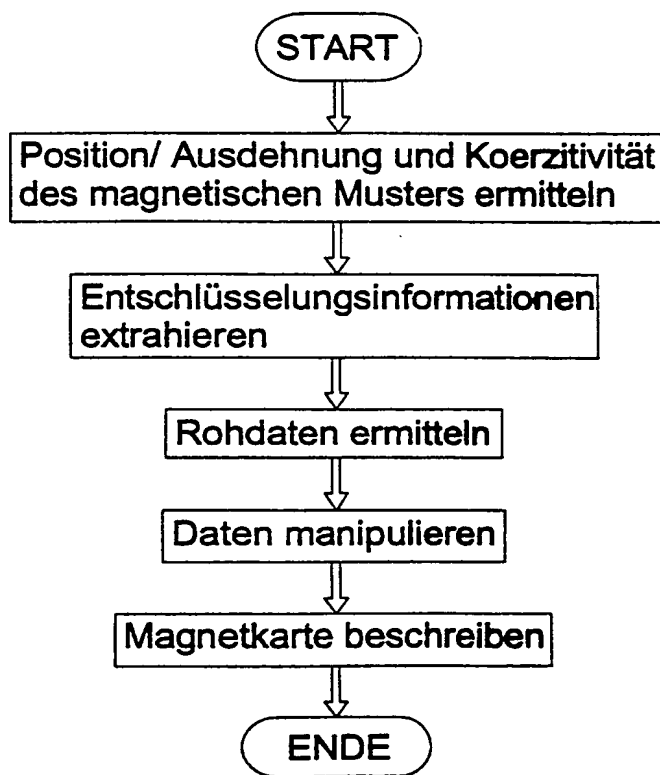 START
Position/ Ausdehnung und Koerzitivität
des magnetischen Musters ermitteln
Entschlüsselungsinformationen
extrahieren
Rohdaten ermitteln
Daten manipulieren
Magnetkarte beschreiben
ENDE